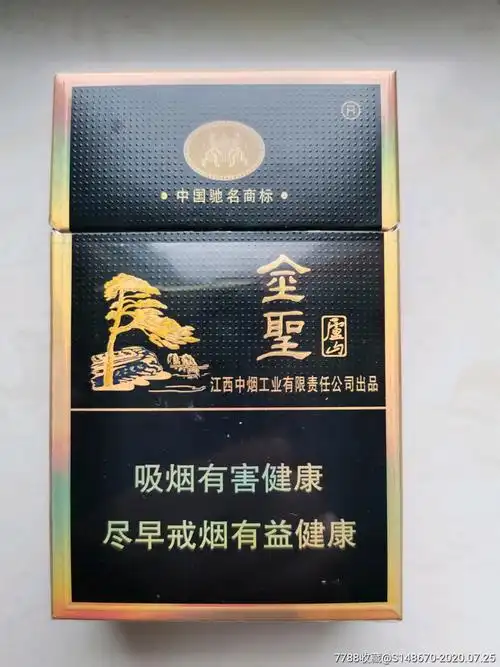 ®
• 中国驰名商标 •
金聖
廬山
江西中烟工业有限责任公司出品
吸烟有害健康
尽早戒烟有益健康
7788收藏@S148670-2020.07.25